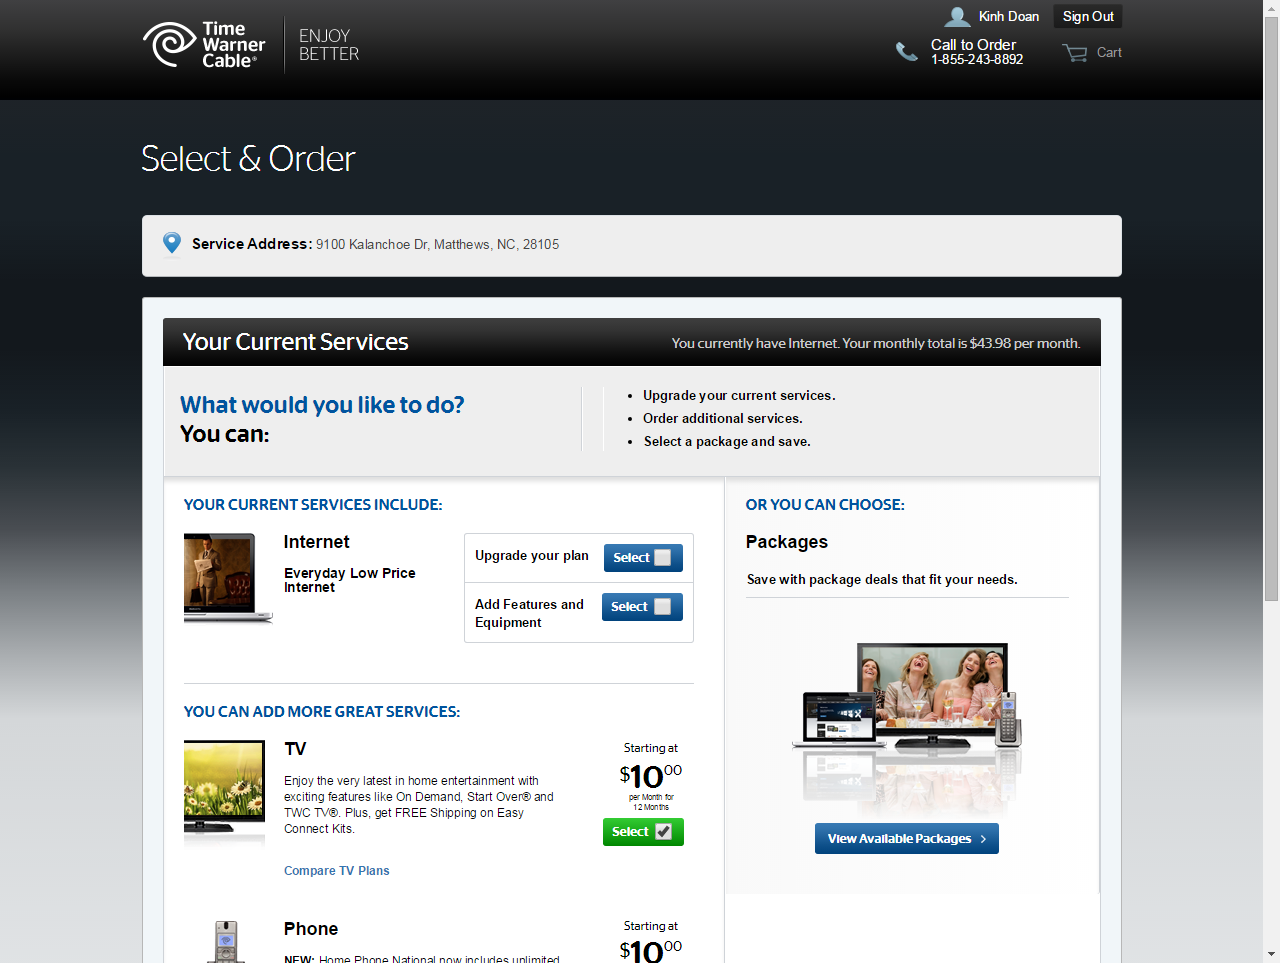 Time
Warner
Cable®
ENJOY
BETTER
Kinh Doan
Sign Out
Call to Order
1-855-243-8892
Cart
Select & Order
Service Address: 9100 Kalanchoe Dr, Matthews, NC, 28105
Your Current Services
You currently have Internet. Your monthly total is $43.98 per month.
What would you like to do?
You can:
• Upgrade your current services.
• Order additional services.
• Select a package and save.
YOUR CURRENT SERVICES INCLUDE:
Internet
Everyday Low Price
Internet
Upgrade your plan
Select
Add Features and
Equipment
Select
YOU CAN ADD MORE GREAT SERVICES:
TV
Enjoy the very latest in home entertainment with
exciting features like On Demand, Start Over® and
TWC TV®. Plus, get FREE Shipping on Easy
Connect Kits.
Compare TV Plans
Starting at
$1000
per Month for
12 Months
Select
Phone
NEW: Home Phone National now includes unlimited
Starting at
$1000
OR YOU CAN CHOOSE:
Packages
Save with package deals that fit your needs.
View Available Packages >